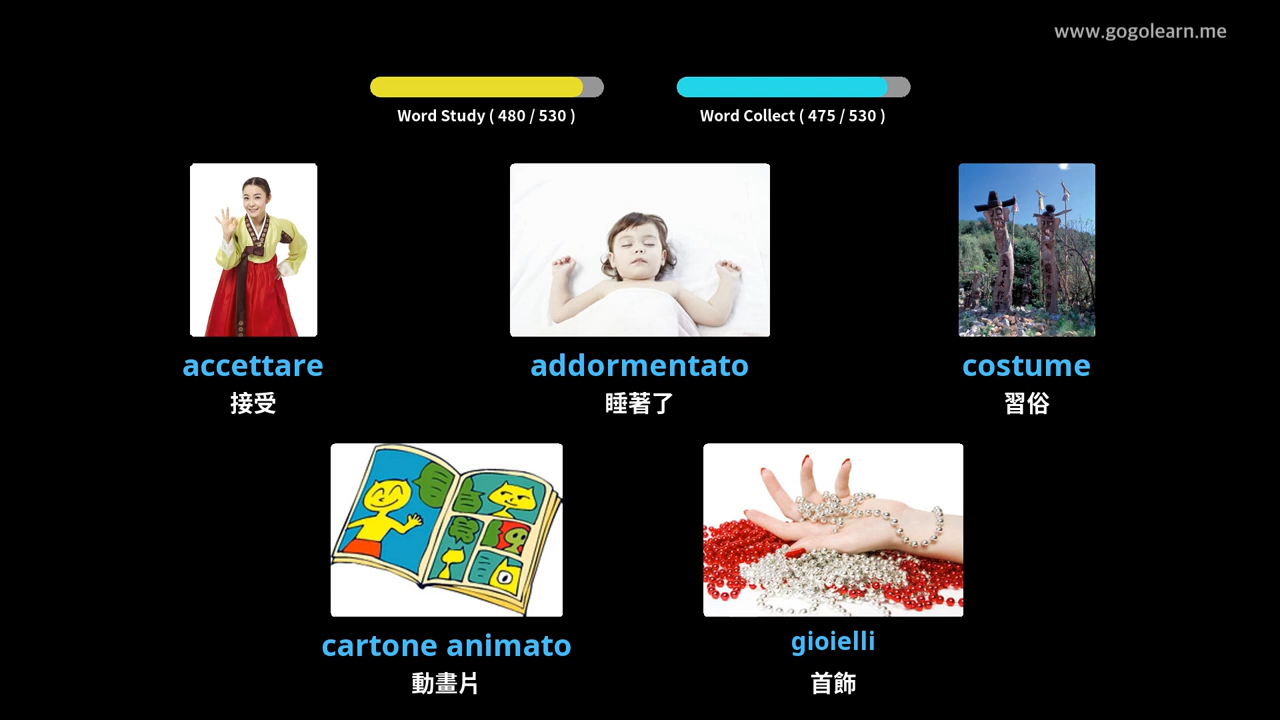 www.gogolearn.me
Word Study ( 480 / 530 )
Word Collect ( 475 / 530 )
accettare
接受
addormentato
睡著了
costume
習俗
cartone animato
動畫片
gioielli
首飾